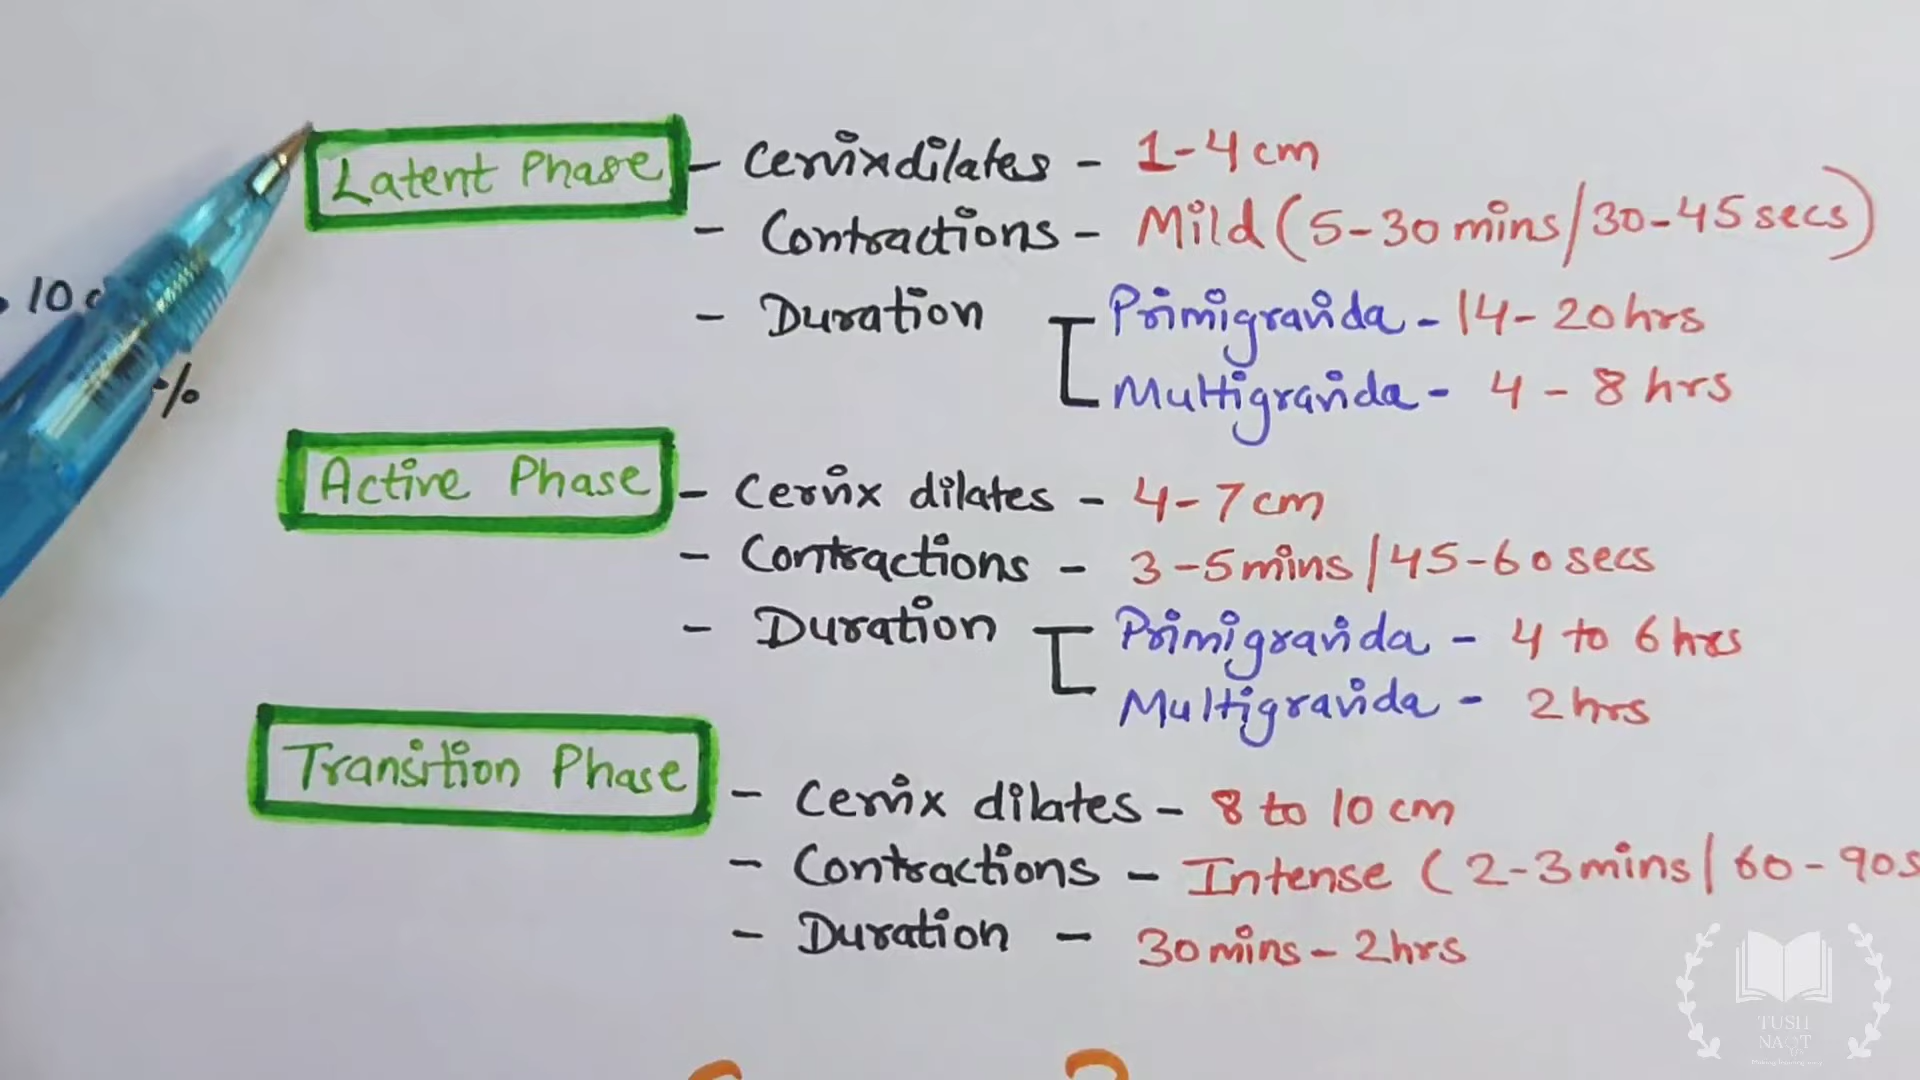 Latent Phase - Cervix dilates - 1-4 cm
- Contractions - Mild (5-30 mins/30-45 secs)
10
- Duration Primigravida - 14-20 hrs
%
Multigravida - 4 - 8 hrs
Active Phase - Cervix dilates - 4-7 cm
- Contractions - 3-5 mins/45-60 secs
- Duration Primigravida - 4 to 6 hrs
Multigravida - 2 hrs
Transition Phase - Cervix dilates - 8 to 10 cm
- Contractions - Intense (2-3 mins/60-90s
- Duration - 30 mins - 2 hrs
TUSH